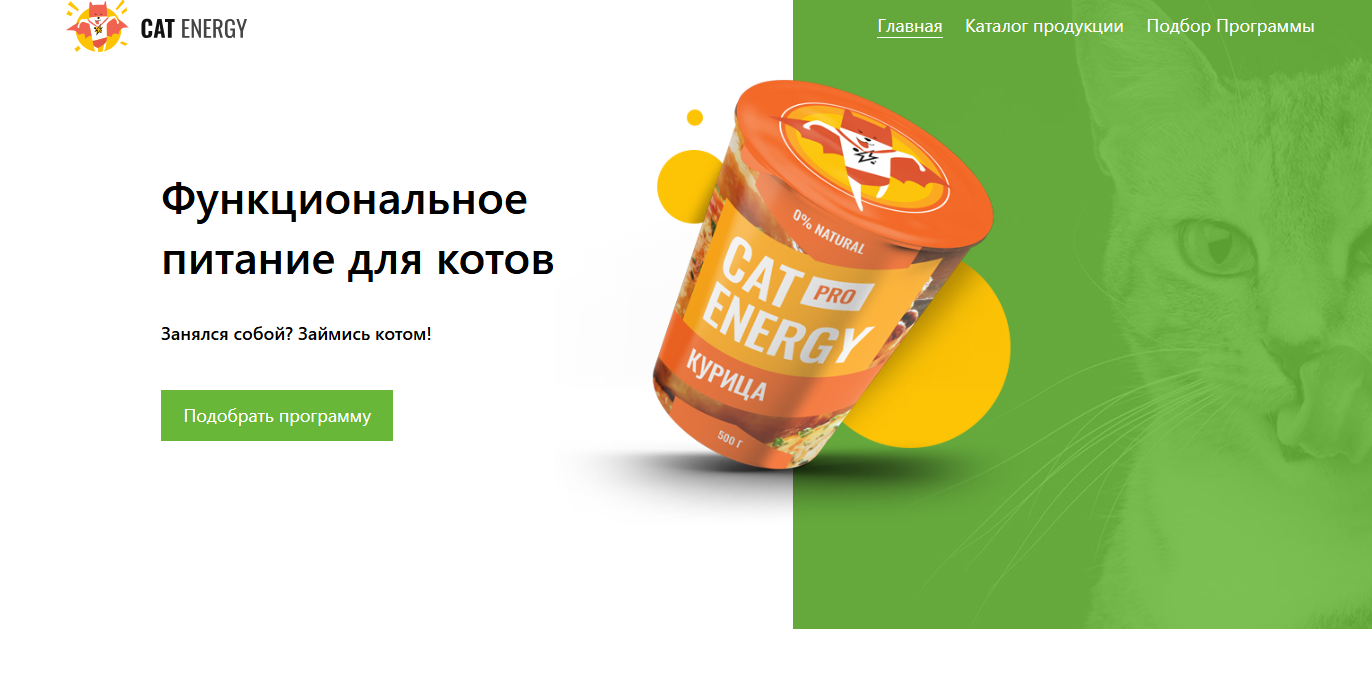 CAT ENERGY
Главная
Каталог продукции
Подбор Программы
Функциональное
питание для котов
Занялся собой? Займись котом!
Подобрать программу
0% NATURAL
CAT PRO
ENERGY
КУРИЦА
500 Г